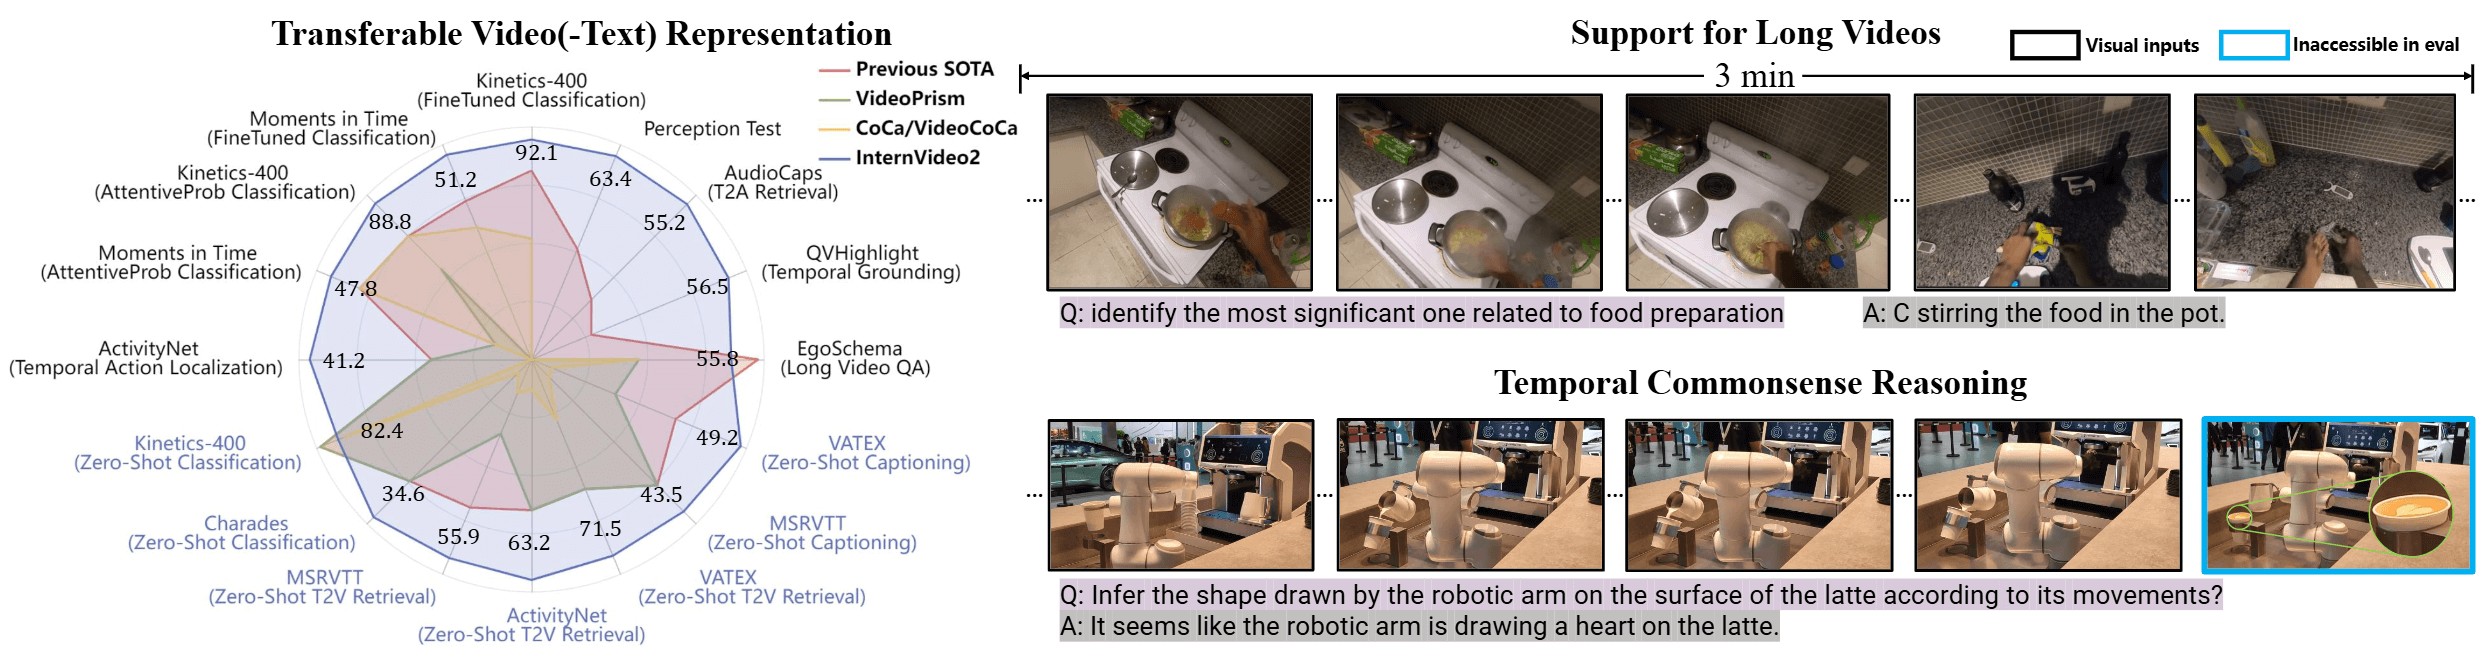 Transferable Video(-Text) Representation
Previous SOTA
VideoPrism
CoCa/VideoCoCa
InternVideo2
Kinetics-400
(FineTuned Classification)
Perception Test
AudioCaps
(T2A Retrieval)
QVHighlight
(Temporal Grounding)
EgoSchema
(Long Video QA)
VATEX
(Zero-Shot Captioning)
MSRVTT
(Zero-Shot Captioning)
VATEX
(Zero-Shot T2V Retrieval)
ActivityNet
(Zero-Shot T2V Retrieval)
MSRVTT
(Zero-Shot T2V Retrieval)
Charades
(Zero-Shot Classification)
Kinetics-400
(Zero-Shot Classification)
ActivityNet
(Temporal Action Localization)
Moments in Time
(AttentiveProb Classification)
Kinetics-400
(AttentiveProb Classification)
Moments in Time
(FineTuned Classification)
92.1
63.4
55.2
56.5
55.8
49.2
43.5
71.5
63.2
55.9
34.6
82.4
41.2
47.8
88.8
51.2
Support for Long Videos
Visual inputs
Inaccessible in eval
3 min
... ... ... ... ... ...
Q: identify the most significant one related to food preparation
A: C stirring the food in the pot.
Temporal Commonsense Reasoning
... ... ... ...
Q: Infer the shape drawn by the robotic arm on the surface of the latte according to its movements?
A: It seems like the robotic arm is drawing a heart on the latte.